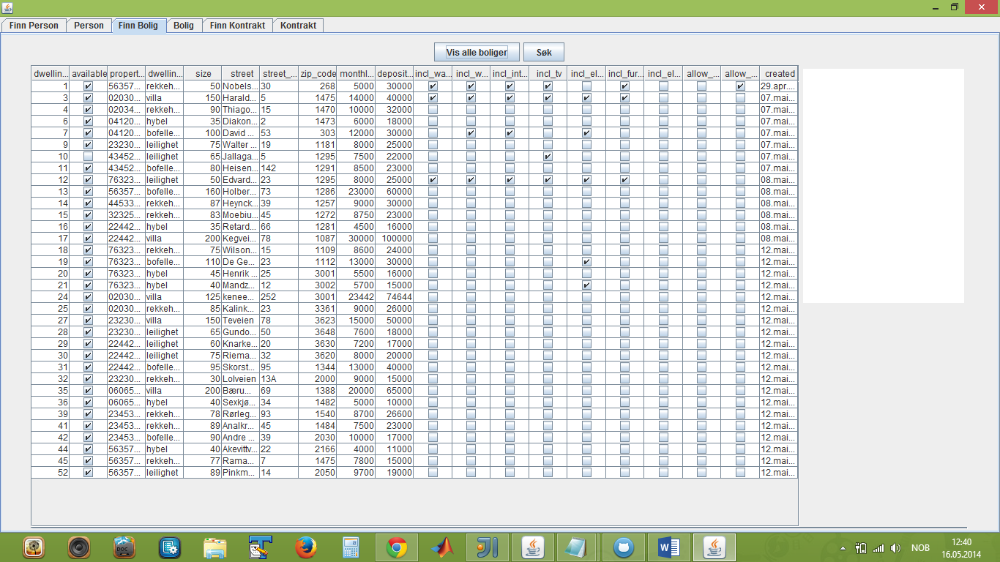 Finn Person Person Finn Bolig Bolig Finn Kontrakt Kontrakt
Vis alle boliger Søk
dwellin... available propert... dwellin... size street street_... zip_code monthl... deposit... incl_wa... incl_w... incl_int... incl_tv incl_el... incl_fur... incl_el... allow_... allow_... created
1 56357... rekkeh... 50 Nobels... 30 268 5000 30000 29.apr....
3 02030... villa 150 Harald... 5 1475 14000 40000 07.mai...
4 02034... rekkeh... 90 Thiago... 15 1470 10000 32000 07.mai...
6 04120... hybel 35 Diakon... 2 1473 6000 18000 07.mai...
7 04120... bofelle... 100 David ... 53 303 12000 30000 07.mai...
9 23230... leilighet 75 Walter ... 19 1181 8000 25000 07.mai...
10 43452... leilighet 65 Jallaga... 5 1295 7500 22000 07.mai...
11 43452... bofelle... 80 Heisen... 142 1291 8500 23000 07.mai...
12 76323... leilighet 50 Edvard... 23 1295 8000 25000 08.mai...
13 56357... bofelle... 160 Holber... 73 1286 23000 60000 08.mai...
14 44533... rekkeh... 87 Heynck... 39 1257 9000 30000 08.mai...
15 32325... rekkeh... 83 Moebiu... 45 1272 8750 23000 08.mai...
16 22442... hybel 35 Retard... 66 1281 4500 16000 08.mai...
17 22442... villa 200 Kegvei... 78 1087 30000 100000 08.mai...
18 76323... rekkeh... 75 Wilson... 15 1109 8600 24000 12.mai...
19 76323... bofelle... 110 De Ge... 23 1112 13000 30000 12.mai...
20 76323... hybel 45 Henrik ... 25 3001 5500 16000 12.mai...
21 76323... hybel 40 Mandz... 12 3002 5700 15000 12.mai...
24 02030... villa 125 kenee... 252 3001 23442 74644 12.mai...
25 02030... rekkeh... 85 Kalink... 23 3361 9000 26000 12.mai...
27 23230... villa 150 Teveien 78 3623 15000 50000 12.mai...
28 23230... leilighet 65 Gundo... 50 3648 7600 18000 12.mai...
29 22442... leilighet 60 Knarke... 20 3630 7200 17000 12.mai...
30 22442... leilighet 75 Riema... 32 3620 8000 20000 12.mai...
31 22442... bofelle... 95 Skorst... 95 1344 13000 40000 12.mai...
32 23230... rekkeh... 30 Lolveien 13A 2000 9000 15000 12.mai...
35 06065... villa 200 Bæru... 69 1388 20000 65000 12.mai...
36 06065... hybel 40 Sexkjø... 34 1482 5000 10000 12.mai...
39 23453... rekkeh... 78 Rørleg... 93 1540 8700 26600 12.mai...
41 23453... rekkeh... 89 Analkr... 45 1484 7500 23000 12.mai...
42 23453... bofelle... 90 Andre ... 39 2030 10000 17000 12.mai...
44 56357... hybel 40 Akevittv... 22 2166 4000 11000 12.mai...
45 56357... rekkeh... 77 Rama... 7 1475 7800 15000 12.mai...
52 56357... leilighet 89 Pinkm... 14 2050 9700 19000 12.mai...
DOC
NOB
12:40
16.05.2014